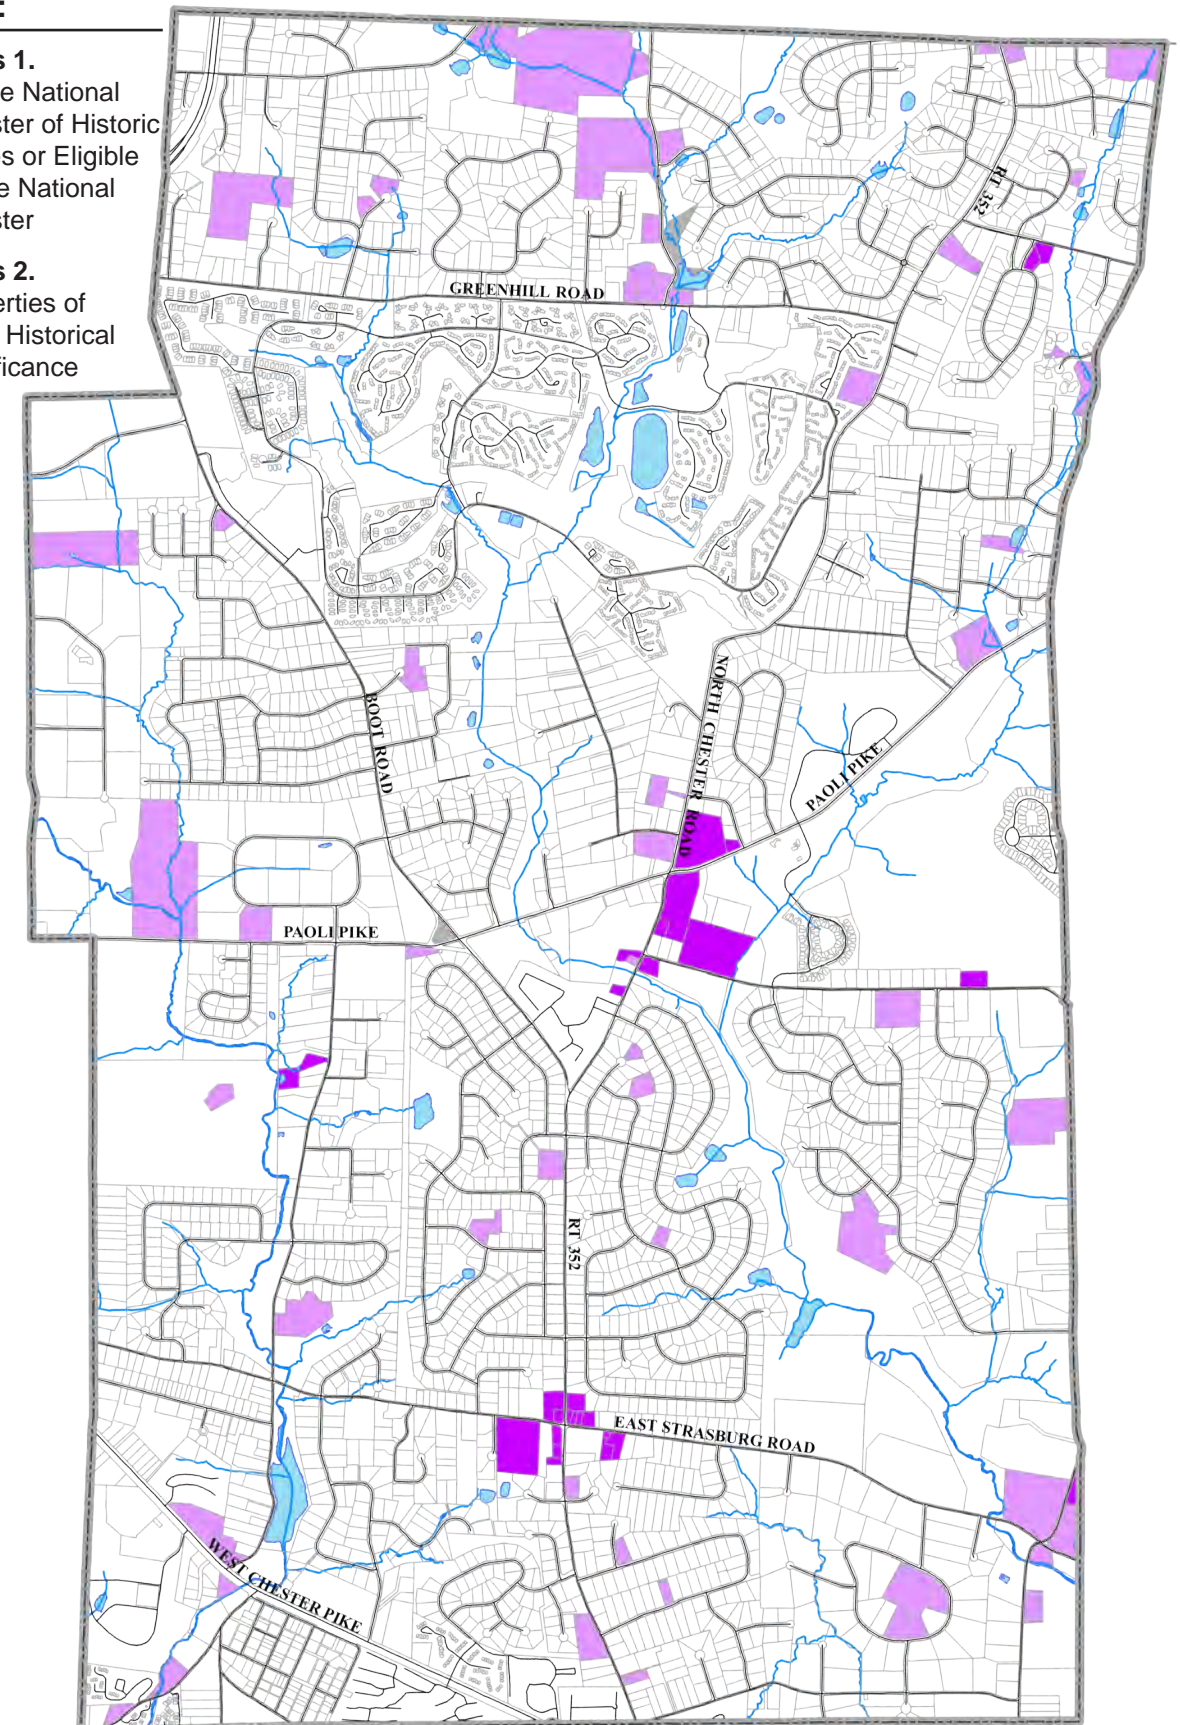 s 1.
e National
ster of Historic
es or Eligible
e National
ster
s 2.
erties of
Historical
ficance
RT 352
GREENHILL ROAD
BOOT ROAD
NORTH CHESTER ROAD
PAOLI PIKE
PAOLI PIKE
RT 352
EAST STRASBURG ROAD
WEST CHESTER PIKE